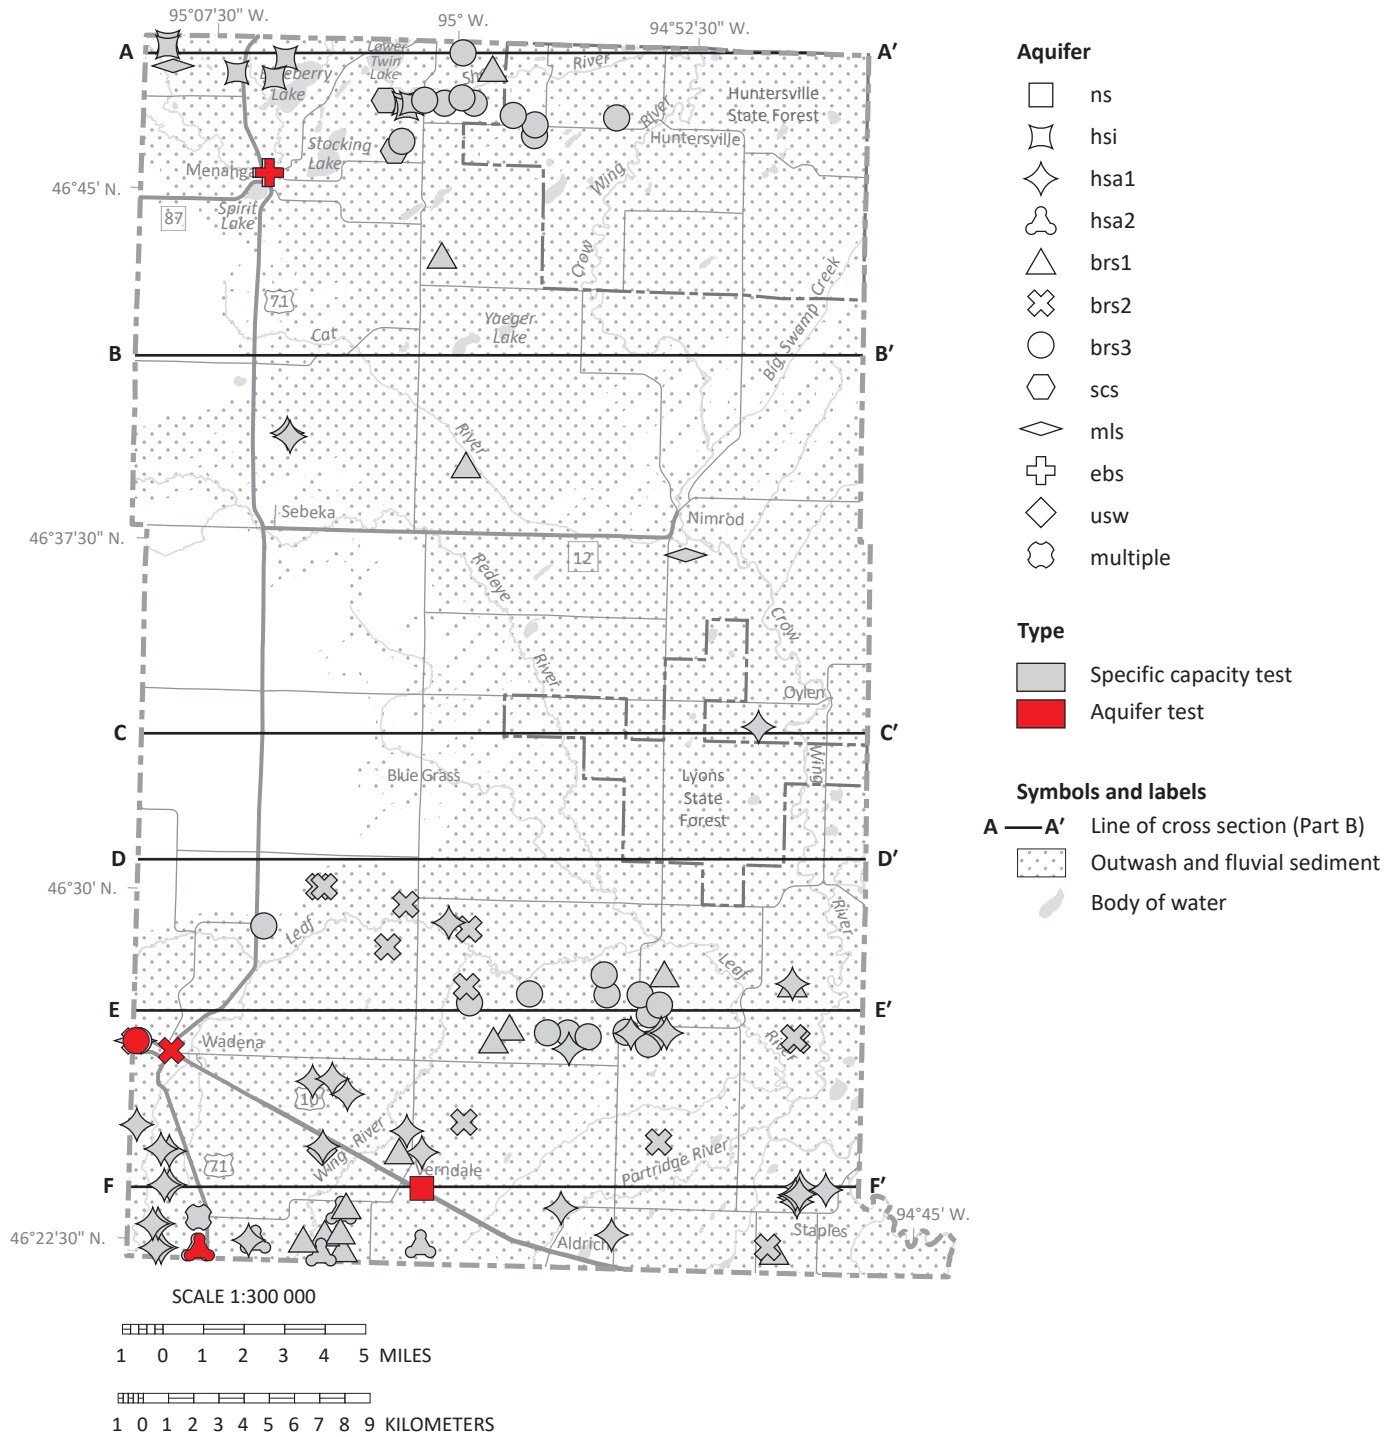 95°07'30" W.
95° W.
94°52'30" W.
A
A′
Lower
Twin
Lake
River
Blueberry
Lake
Huntersville
State Forest
River
Huntersville
Stocking
Lake
Menahga
46°45' N.
Wing
Spirit
Lake
87
Crow
Big Swamp Creek
71
Cat
Yaeger
Lake
B
B′
River
Sebeka
Nimrod
46°37'30" N.
12
Redeye
Crow
River
Oylen
C
C′
Wing
Blue Grass
Lyons
State
Forest
D
D′
46°30' N.
River
Leaf
Leaf
E
E′
Wadena
River
10
Wing River
Partridge River
71
Verndale
F
F′
94°45' W.
Staples
46°22'30" N.
Aldrich
SCALE 1:300 000
1 0 1 2 3 4 5 MILES
1 0 1 2 3 4 5 6 7 8 9 KILOMETERS
Aquifer
ns
hsi
hsa1
hsa2
brs1
brs2
brs3
scs
mls
ebs
usw
multiple
Type
Specific capacity test
Aquifer test
Symbols and labels
A A′ Line of cross section (Part B)
Outwash and fluvial sediment
Body of water